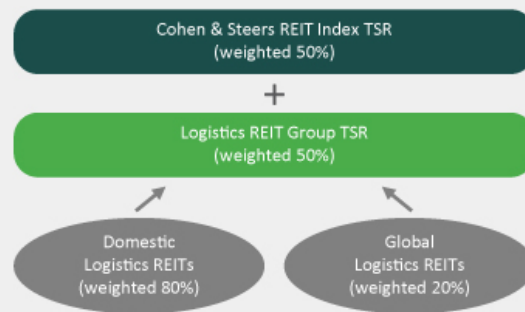 Cohen & Steers REIT Index TSR
(weighted 50%)
+
Logistics REIT Group TSR
(weighted 50%)
Domestic
Logistics REITs
(weighted 80%)
Global
Logistics REITs
(weighted 20%)